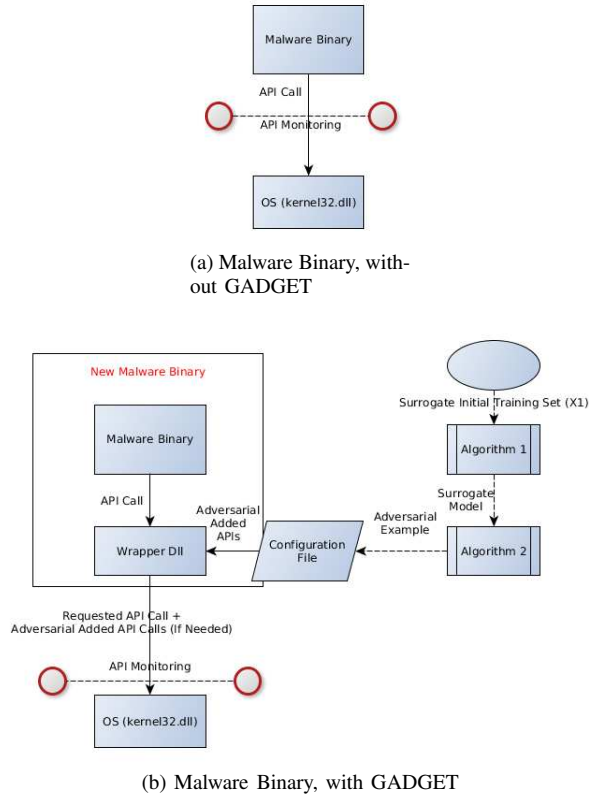 Malware Binary
API Call
API Monitoring
OS (kernel32.dll)
(a) Malware Binary, with-
out GADGET
New Malware Binary
Surrogate Initial Training Set (X1)
Malware Binary
Algorithm 1
API Call
Surrogate
Model
Adversarial
Added
APIs
Adversarial
Example
Wrapper Dll
Configuration
File
Algorithm 2
Requested API Call +
Adversarial Added API Calls (If Needed)
API Monitoring
OS (kernel32.dll)
(b) Malware Binary, with GADGET